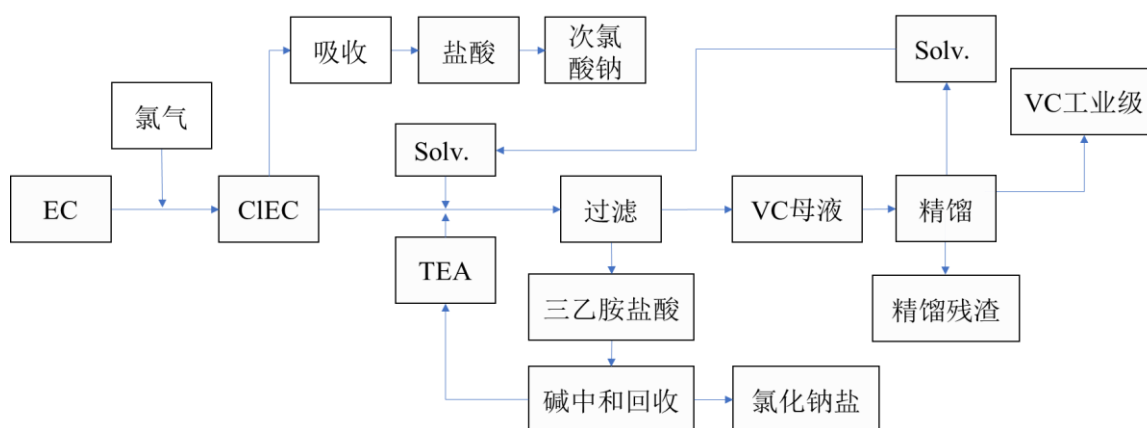 吸收
盐酸
次氯
酸钠
Solv.
VC工业级
氯气
Solv.
EC
ClEC
过滤
VC母液
精馏
TEA
三乙胺盐酸
精馏残渣
碱中和回收
氯化钠盐